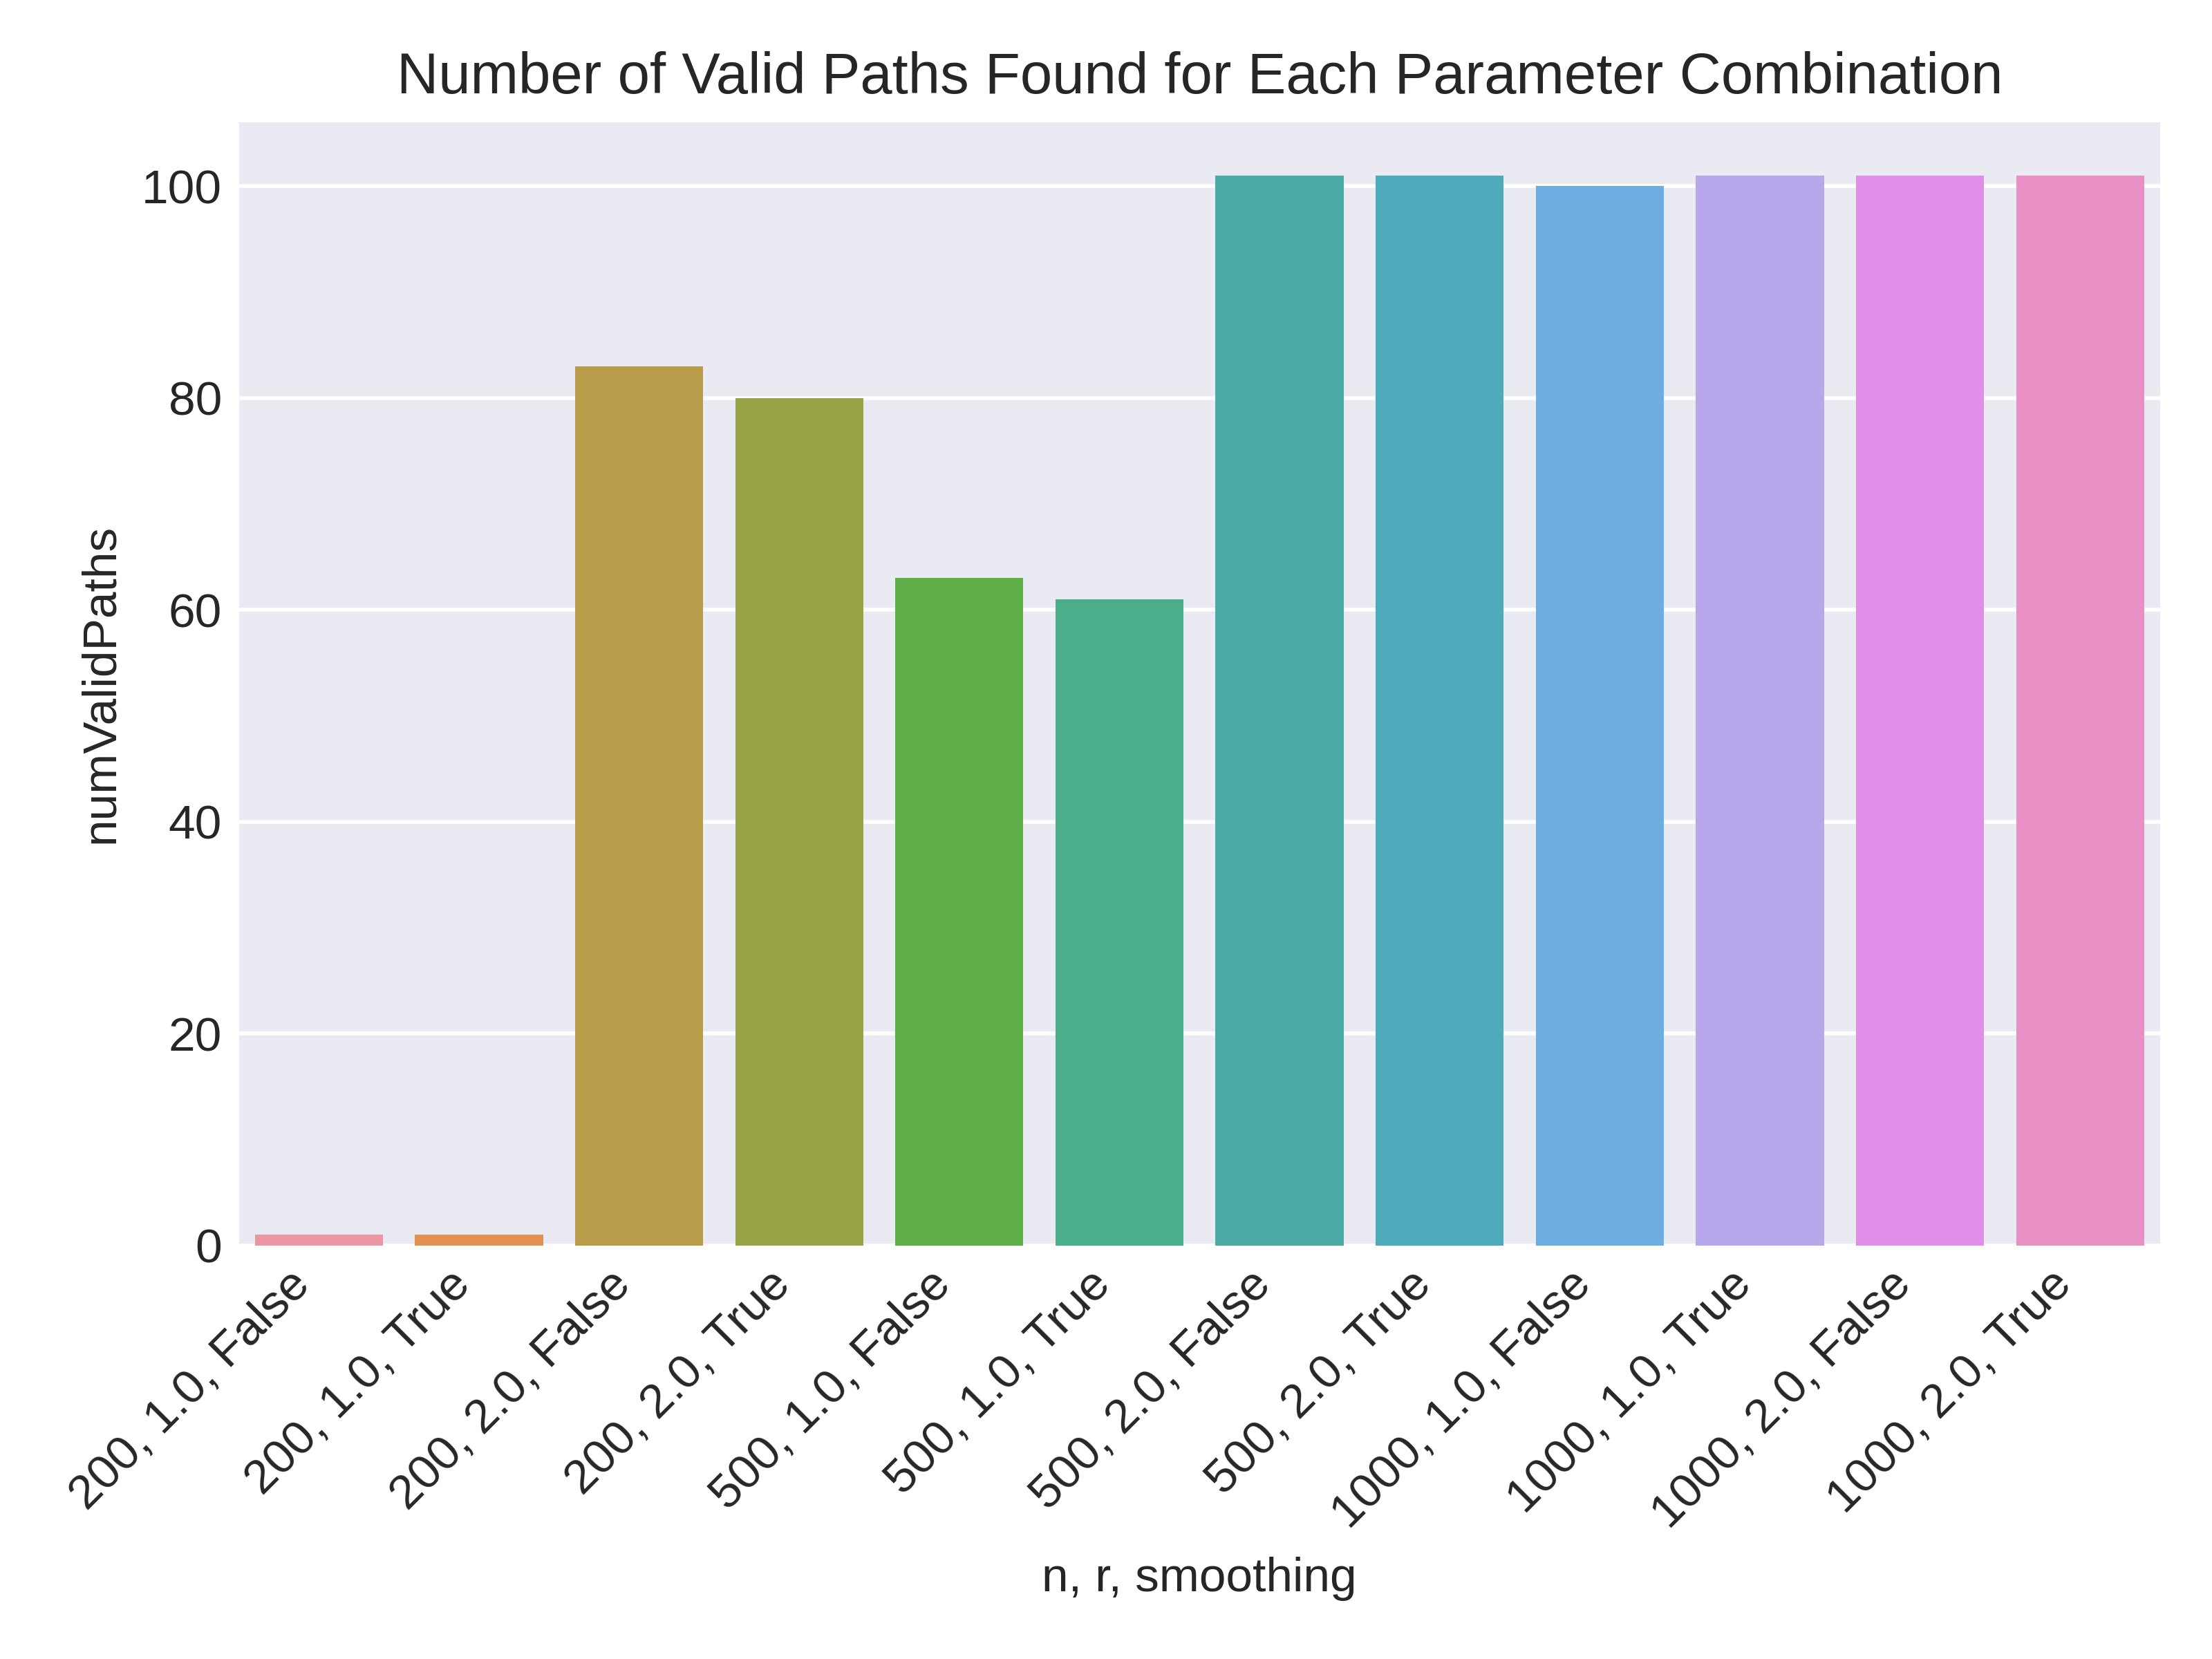 Number of Valid Paths Found for Each Parameter Combination
numValidPaths
100
80
60
40
20
0
200, 1.0, False
200, 1.0, True
200, 2.0, False
200, 2.0, True
500, 1.0, False
500, 1.0, True
500, 2.0, False
500, 2.0, True
1000, 1.0, False
1000, 1.0, True
1000, 2.0, False
1000, 2.0, True
n, r, smoothing